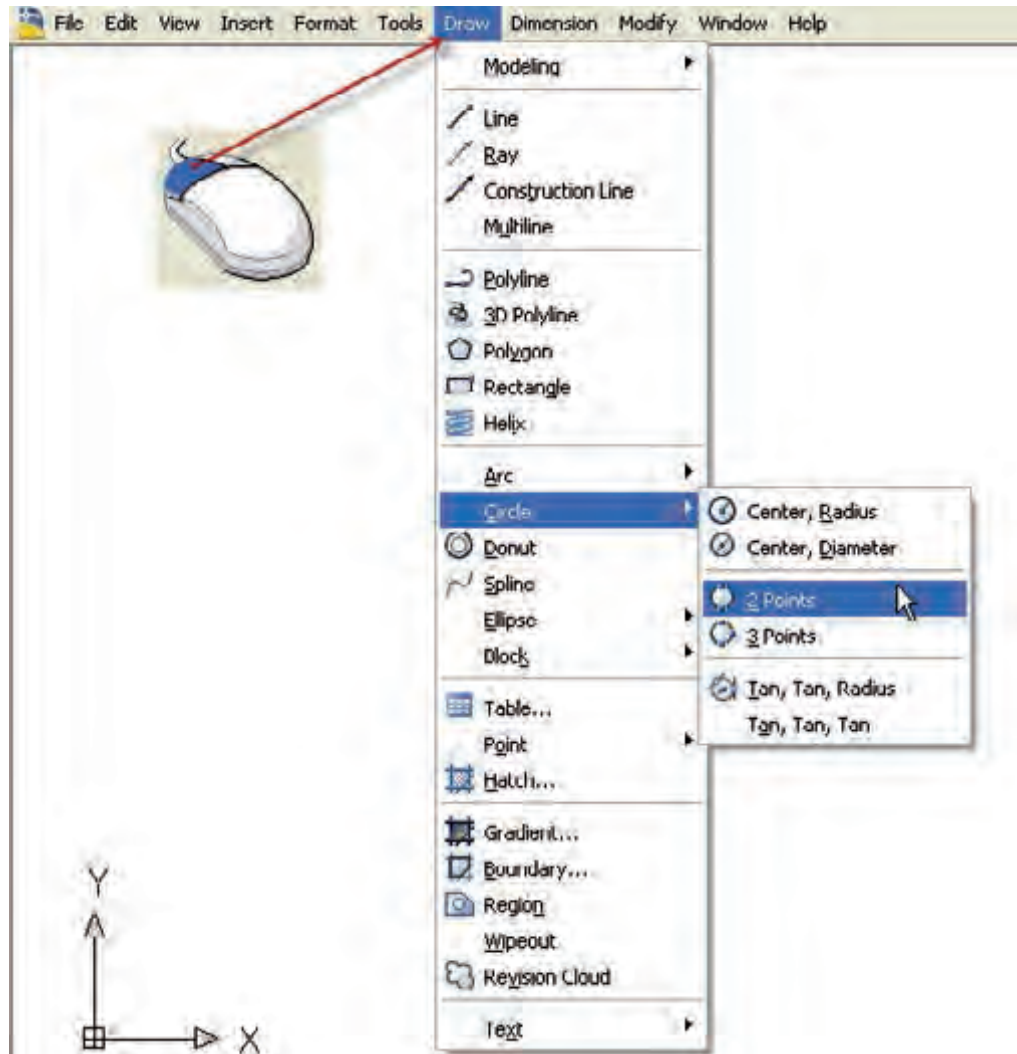 File Edit View Insert Format Tools Draw Dimension Modify Window Help
Modeling
Line
Ray
Construction Line
Multiline
Polyline
3D Polyline
Polygon
Rectangle
Helix
Arc
Circle
Donut
Spline
Ellipse
Block
Table...
Point
Hatch...
Gradient...
Boundary...
Region
Wipeout
Revision Cloud
Text
Center, Radius
Center, Diameter
2 Points
3 Points
Tan, Tan, Radius
Tan, Tan, Tan
Y
X